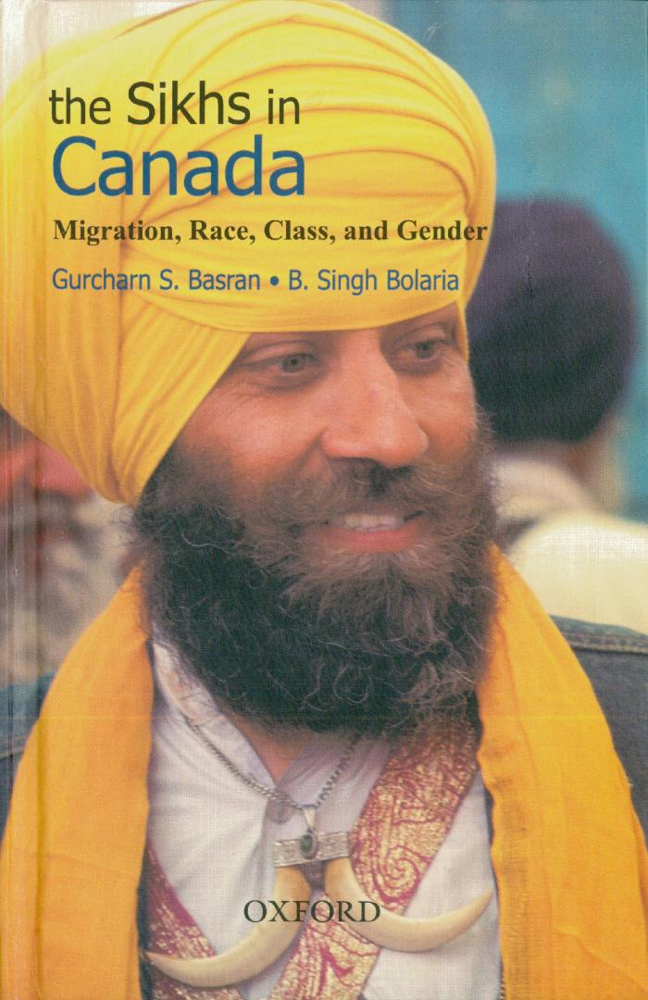 the Sikhs in
Canada
Migration, Race, Class, and Gender
Gurcharn S. Basran • B. Singh Bolaria
OXFORD